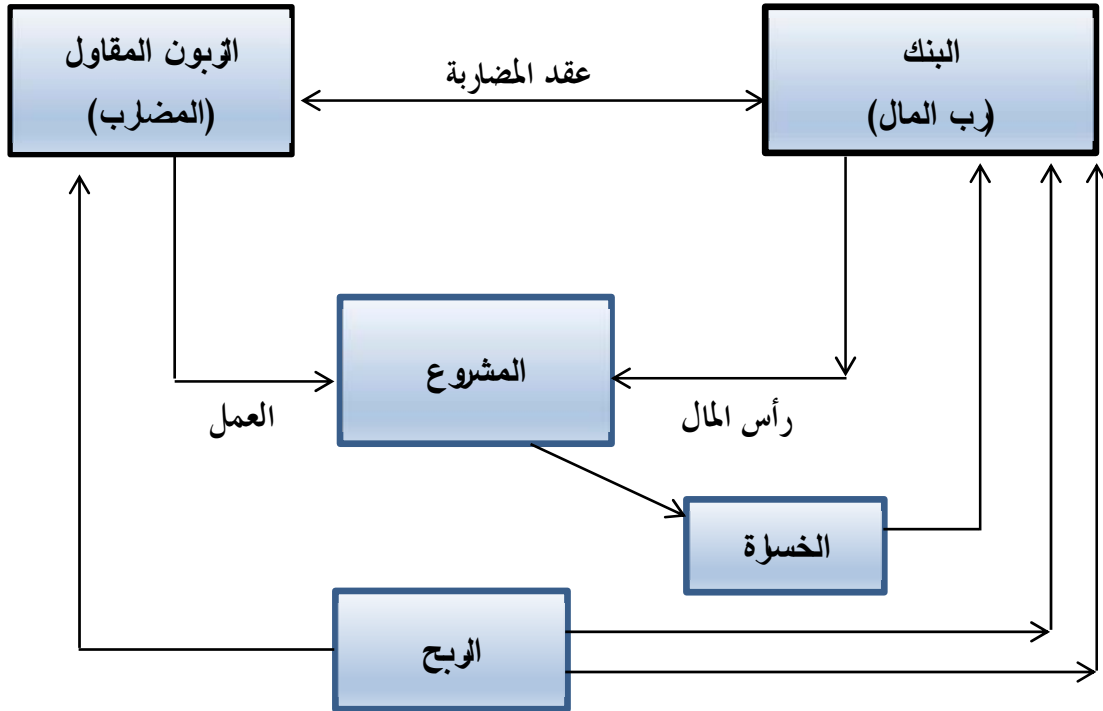 البنك
(رب المال)
عقد المضاربة
الزبون المقاول
(المضارب)
المشروع
رأس المال
العمل
الخسارة
الربح